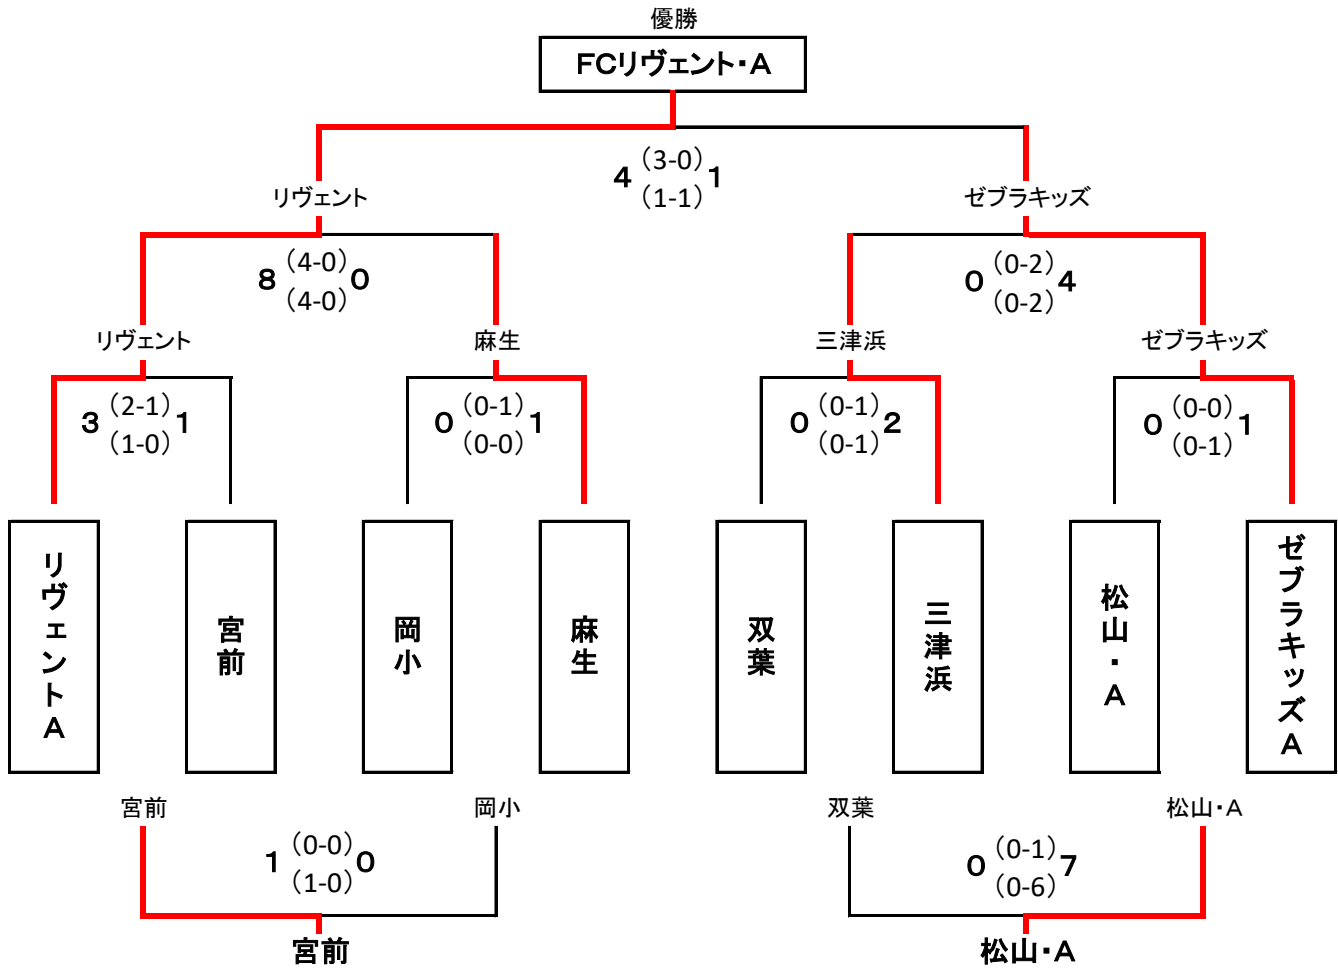 優勝
FCリヴェント・A
4 (3-0) 1
(1-1)
リヴェント ゼブラキッズ
8 (4-0) 0 0 (0-2) 4
(4-0) (0-2)
リヴェント 麻生 三津浜 ゼブラキッズ
3 (2-1) 1 0 (0-1) 1 0 (0-1) 2 0 (0-0) 1
(1-0) (0-0) (0-1) (0-1)
リヴェントA
宮前
岡小
麻生
双葉
三津浜
松山・A
ゼブラキッズA
宮前 岡小 双葉 松山・A
1 (0-0) 0 0 (0-1) 7
(1-0) (0-6)
宮前 松山・A